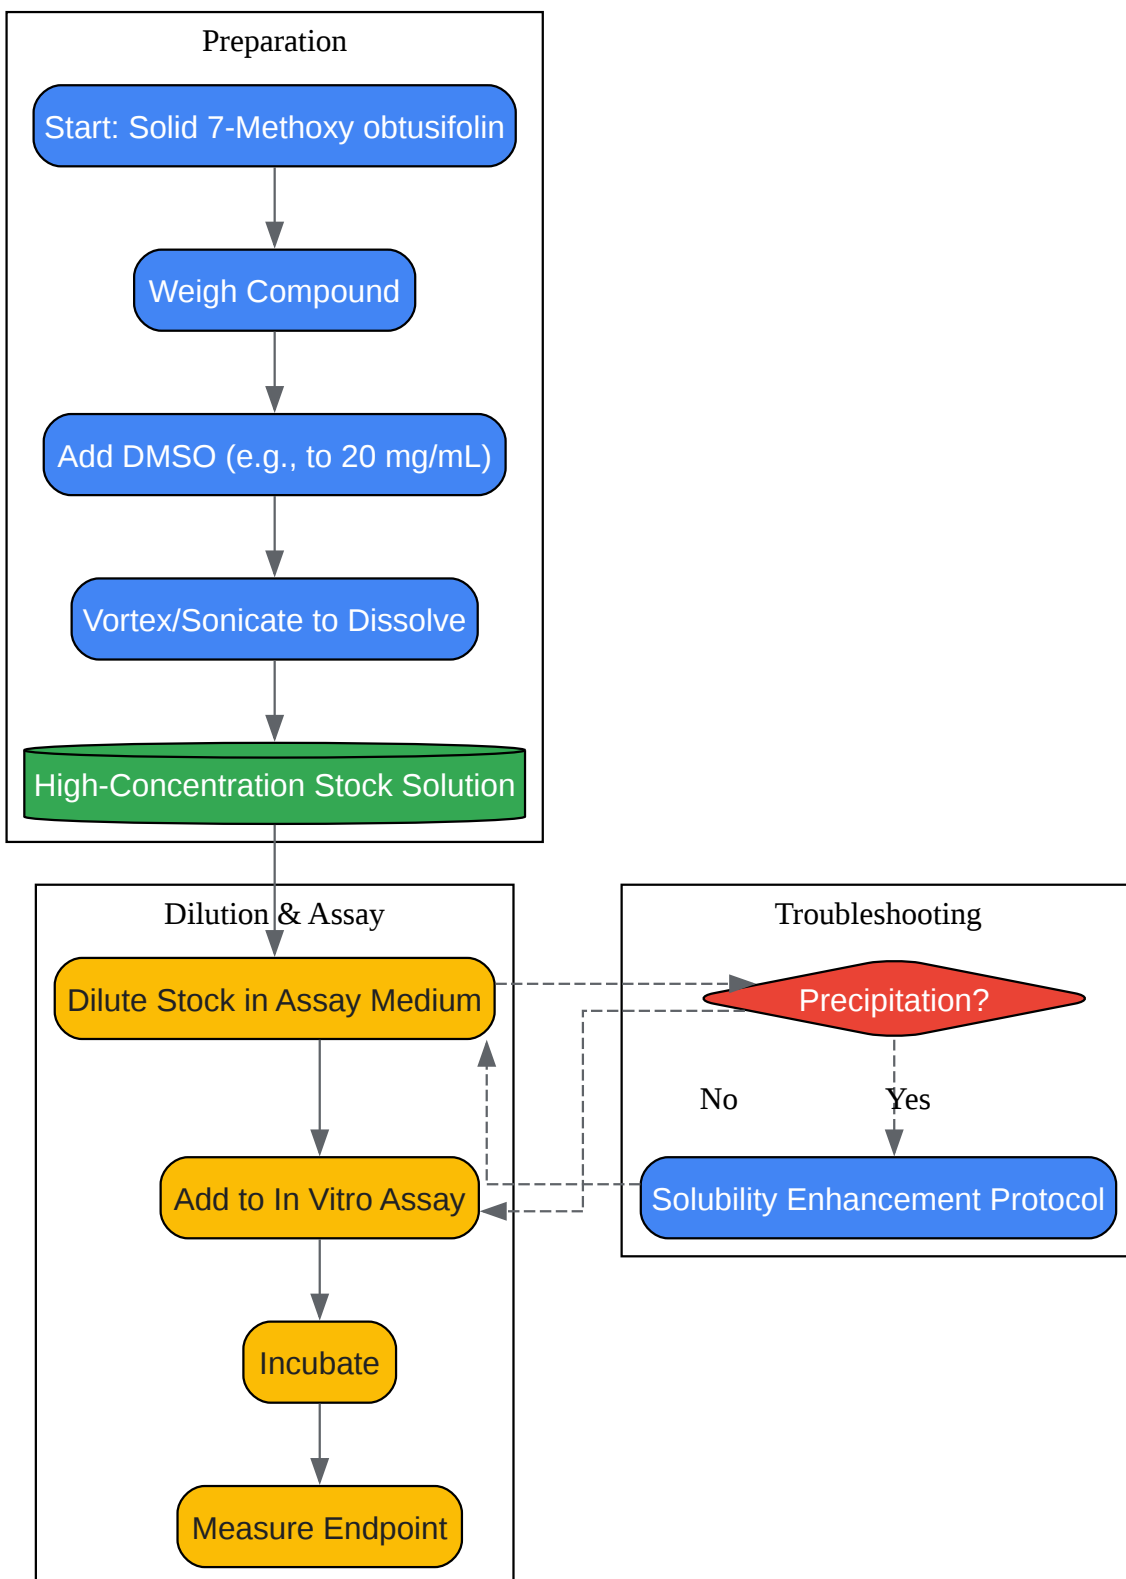 Preparation
Start: Solid 7-Methoxy obtusifolin
Weigh Compound
Add DMSO (e.g., to 20 mg/mL)
Vortex/Sonicate to Dissolve
High-Concentration Stock Solution
Dilution & Assay
Dilute Stock in Assay Medium
Add to In Vitro Assay
Incubate
Measure Endpoint
Troubleshooting
Precipitation?
No
Yes
Solubility Enhancement Protocol